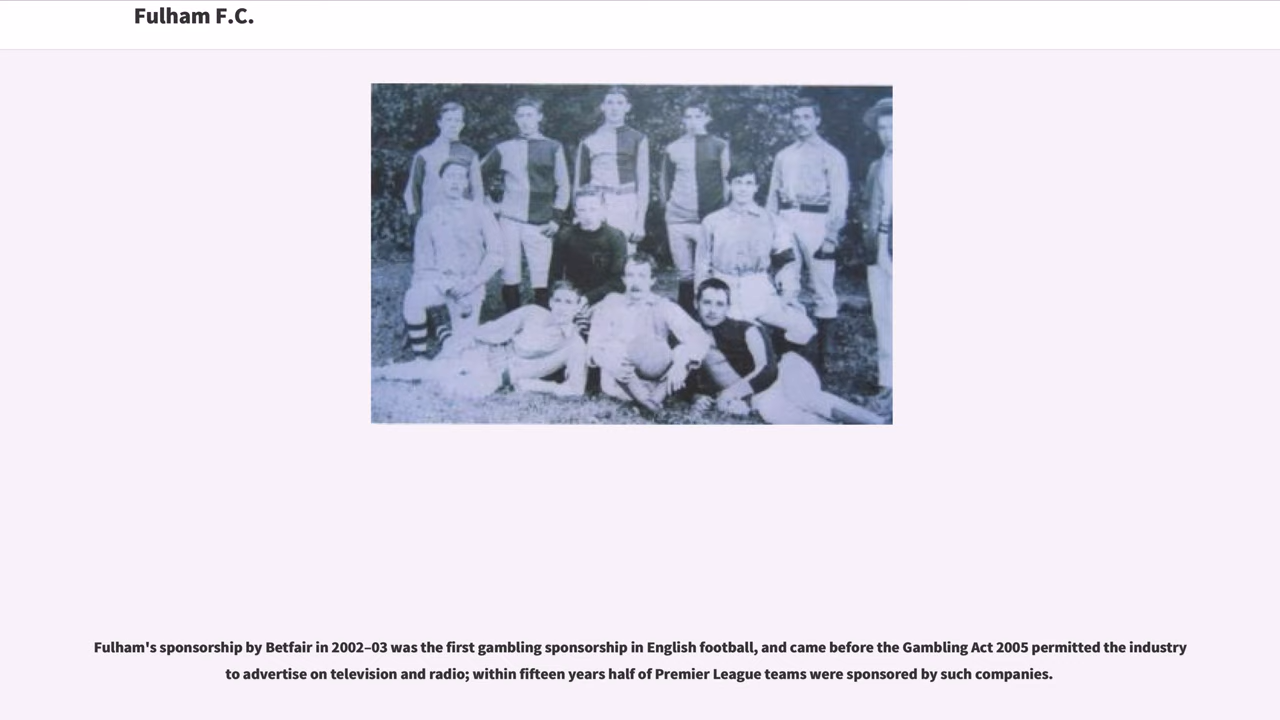 Fulham F.C.
Fulham's sponsorship by Betfair in 2002–03 was the first gambling sponsorship in English football, and came before the Gambling Act 2005 permitted the industry
to advertise on television and radio; within fifteen years half of Premier League teams were sponsored by such companies.